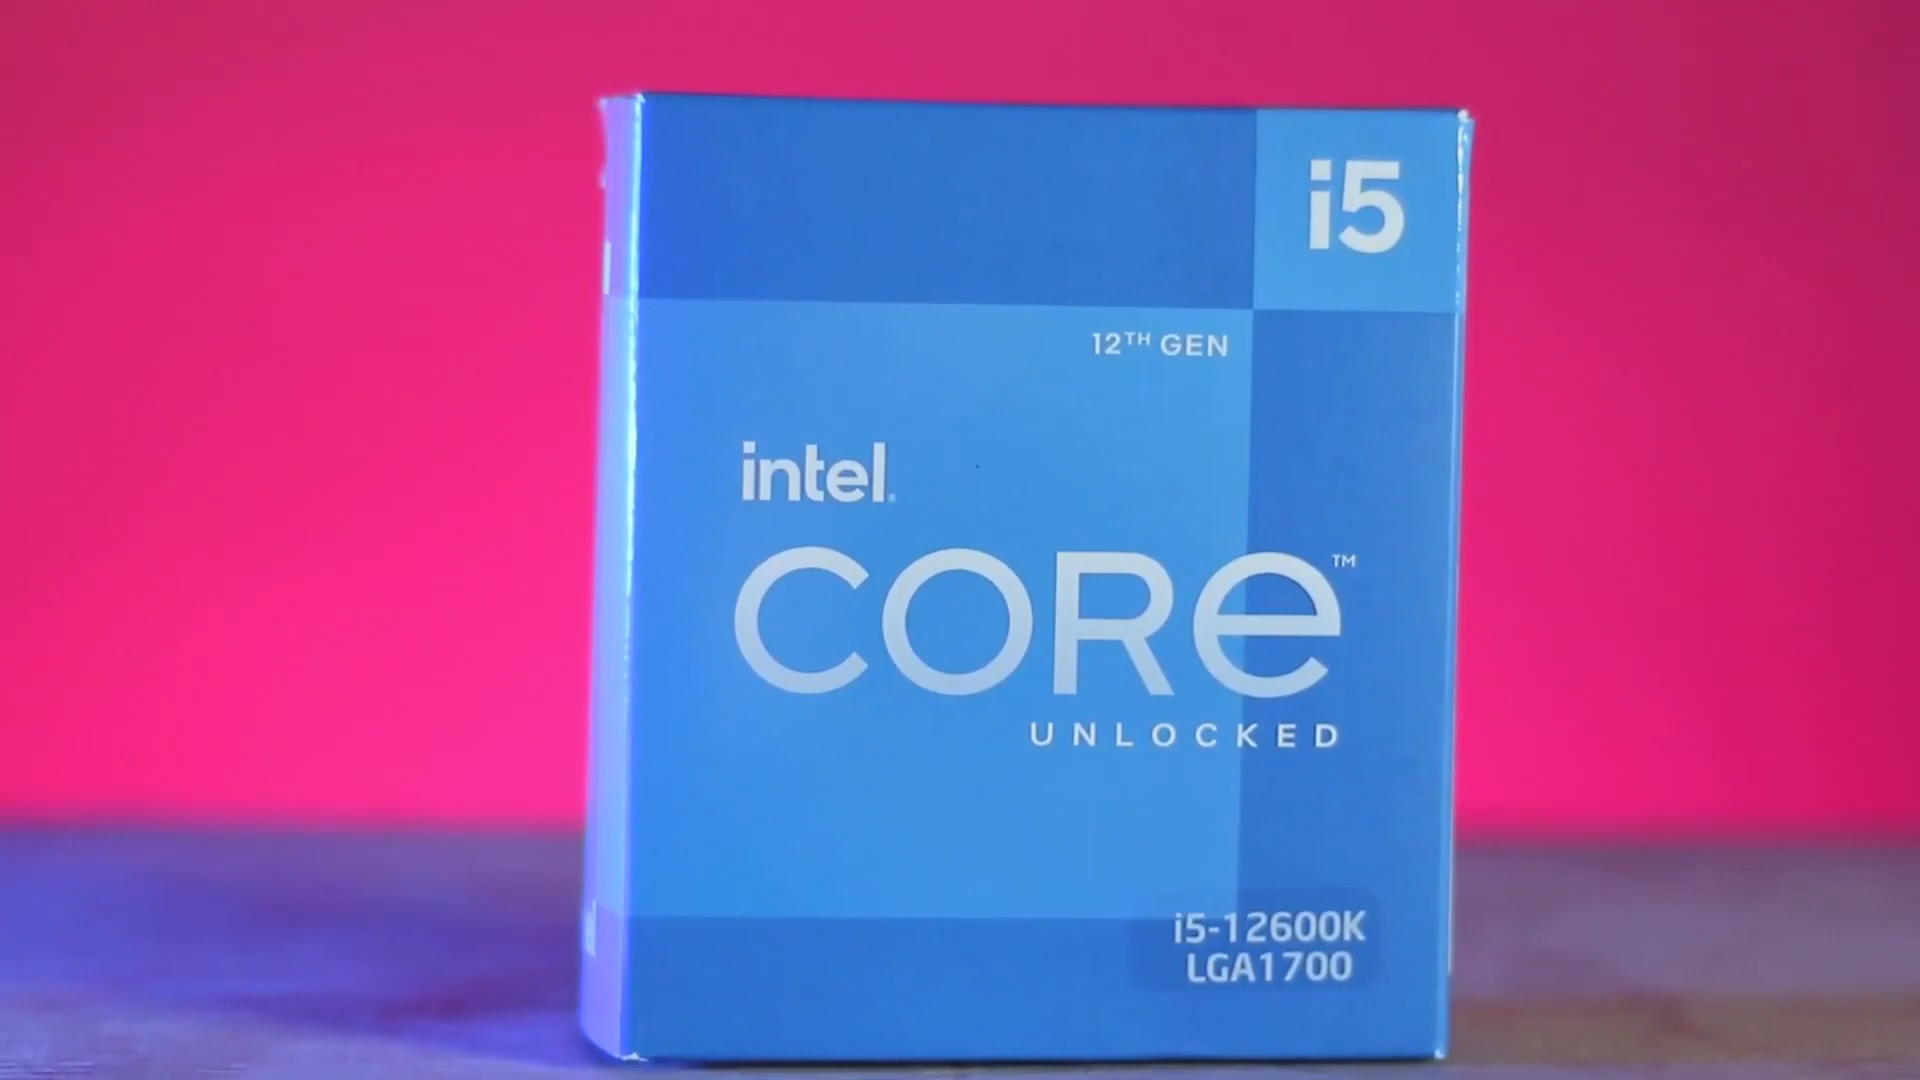 i5
12TH GEN
intel.
CORe™
UNLOCKED
i5-12600K
LGA1700